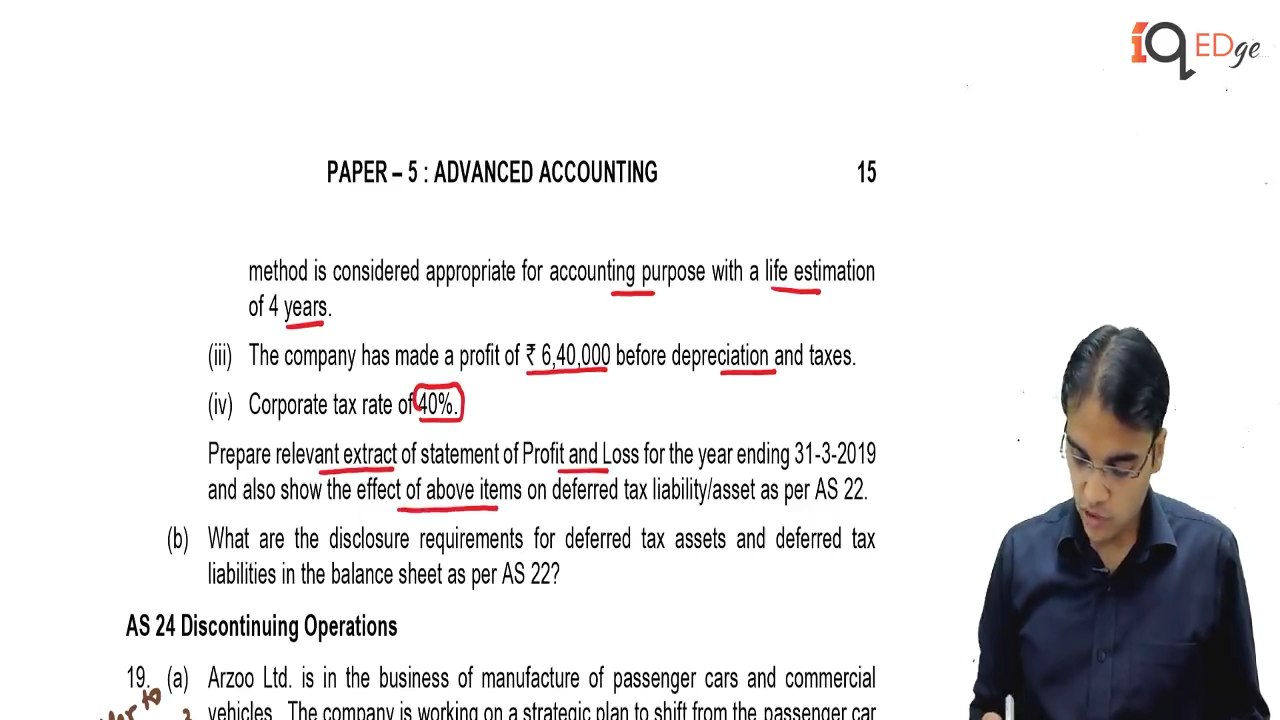 iQ EDge
PAPER – 5 : ADVANCED ACCOUNTING 15
method is considered appropriate for accounting purpose with a life estimation
of 4 years.
(iii) The company has made a profit of ₹ 6,40,000 before depreciation and taxes.
(iv) Corporate tax rate of 40%.
Prepare relevant extract of statement of Profit and Loss for the year ending 31-3-2019
and also show the effect of above items on deferred tax liability/asset as per AS 22.
(b) What are the disclosure requirements for deferred tax assets and deferred tax
liabilities in the balance sheet as per AS 22?
AS 24 Discontinuing Operations
19. (a) Arzoo Ltd. is in the business of manufacture of passenger cars and commercial
vehicles. The company is working on a strategic plan to shift from the passenger car